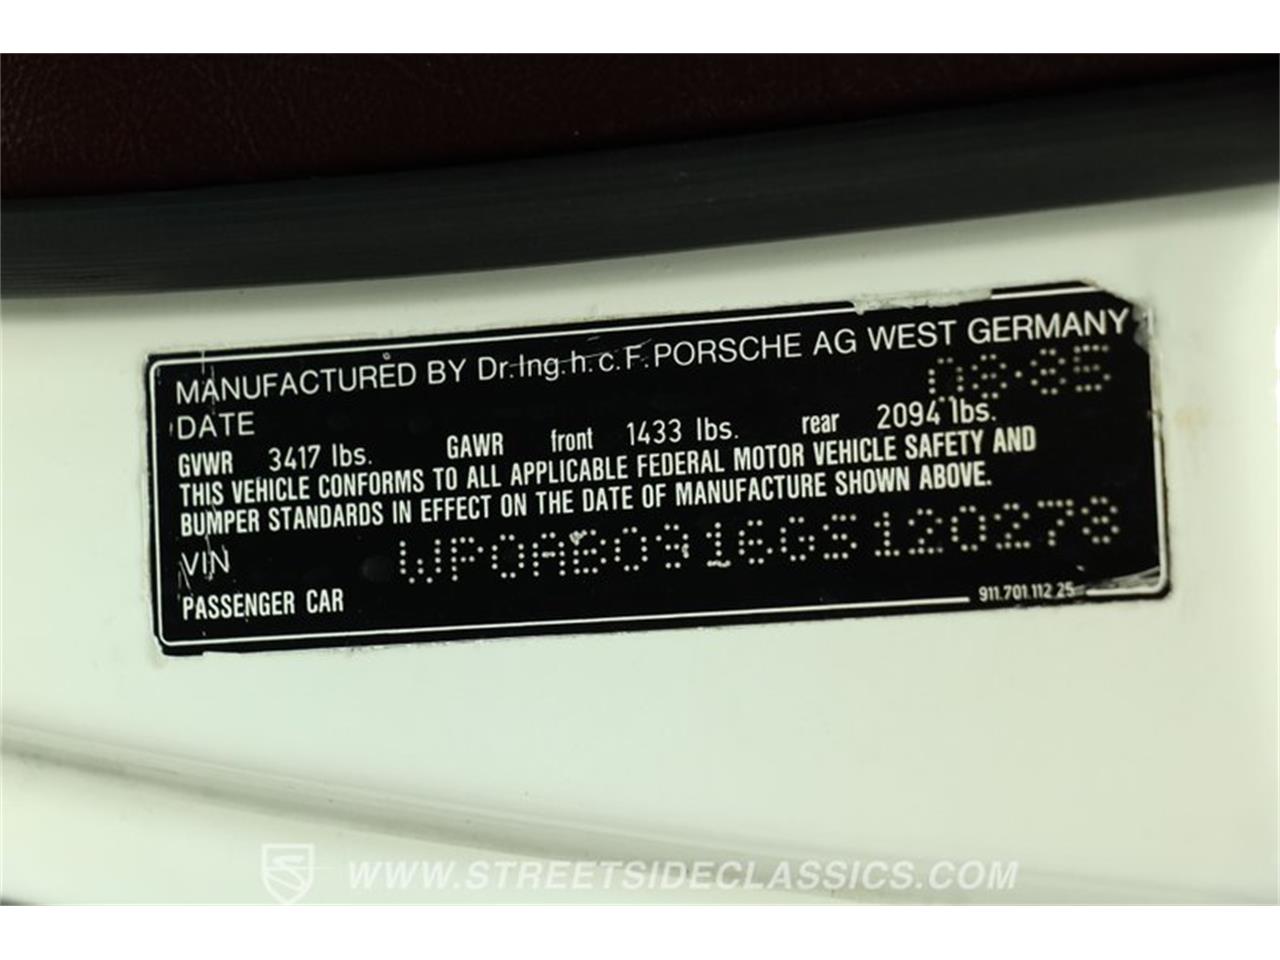 MANUFACTURED BY Dr.Ing.h.c.F.PORSCHE AG WEST GERMANY
DATE 08·85
GVWR 3417 lbs. GAWR front 1433 lbs. rear 2094 lbs.
THIS VEHICLE CONFORMS TO ALL APPLICABLE FEDERAL MOTOR VEHICLE SAFETY AND
BUMPER STANDARDS IN EFFECT ON THE DATE OF MANUFACTURE SHOWN ABOVE.
VIN WP0AB0916GS120278
PASSENGER CAR 911.701.112 25
WWW.STREETSIDECLASSICS.COM